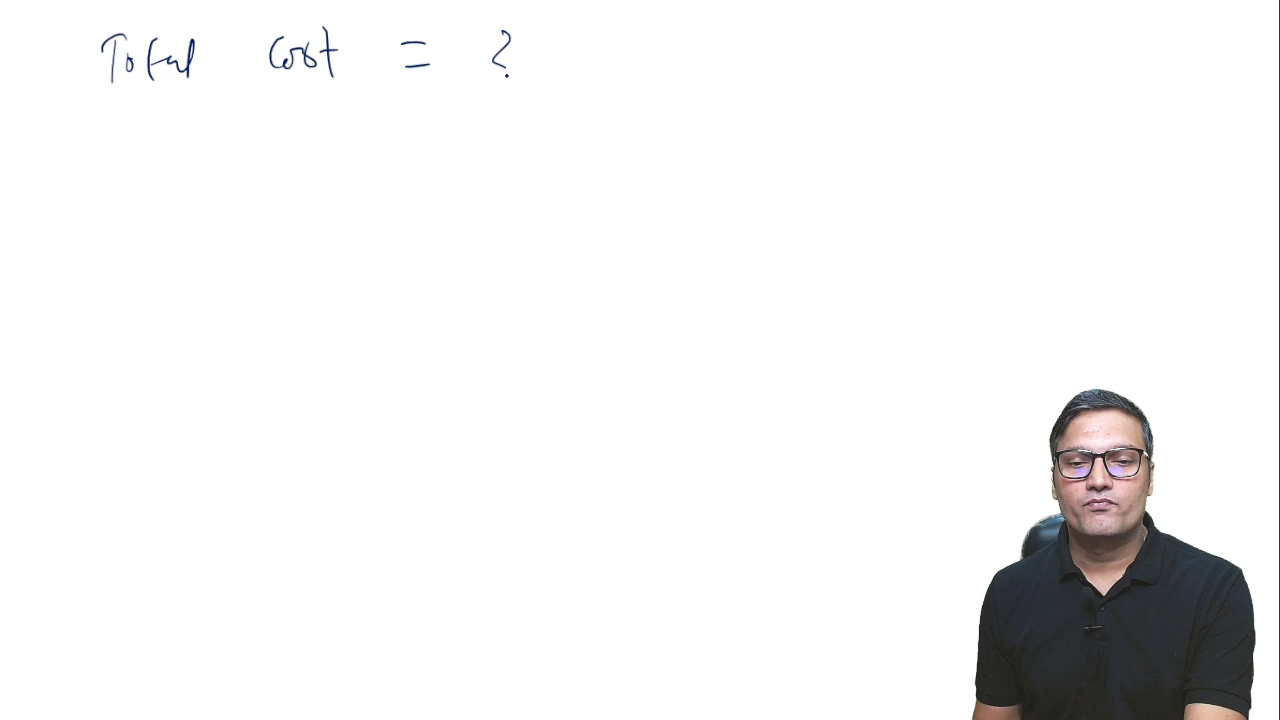 Total cost = ?